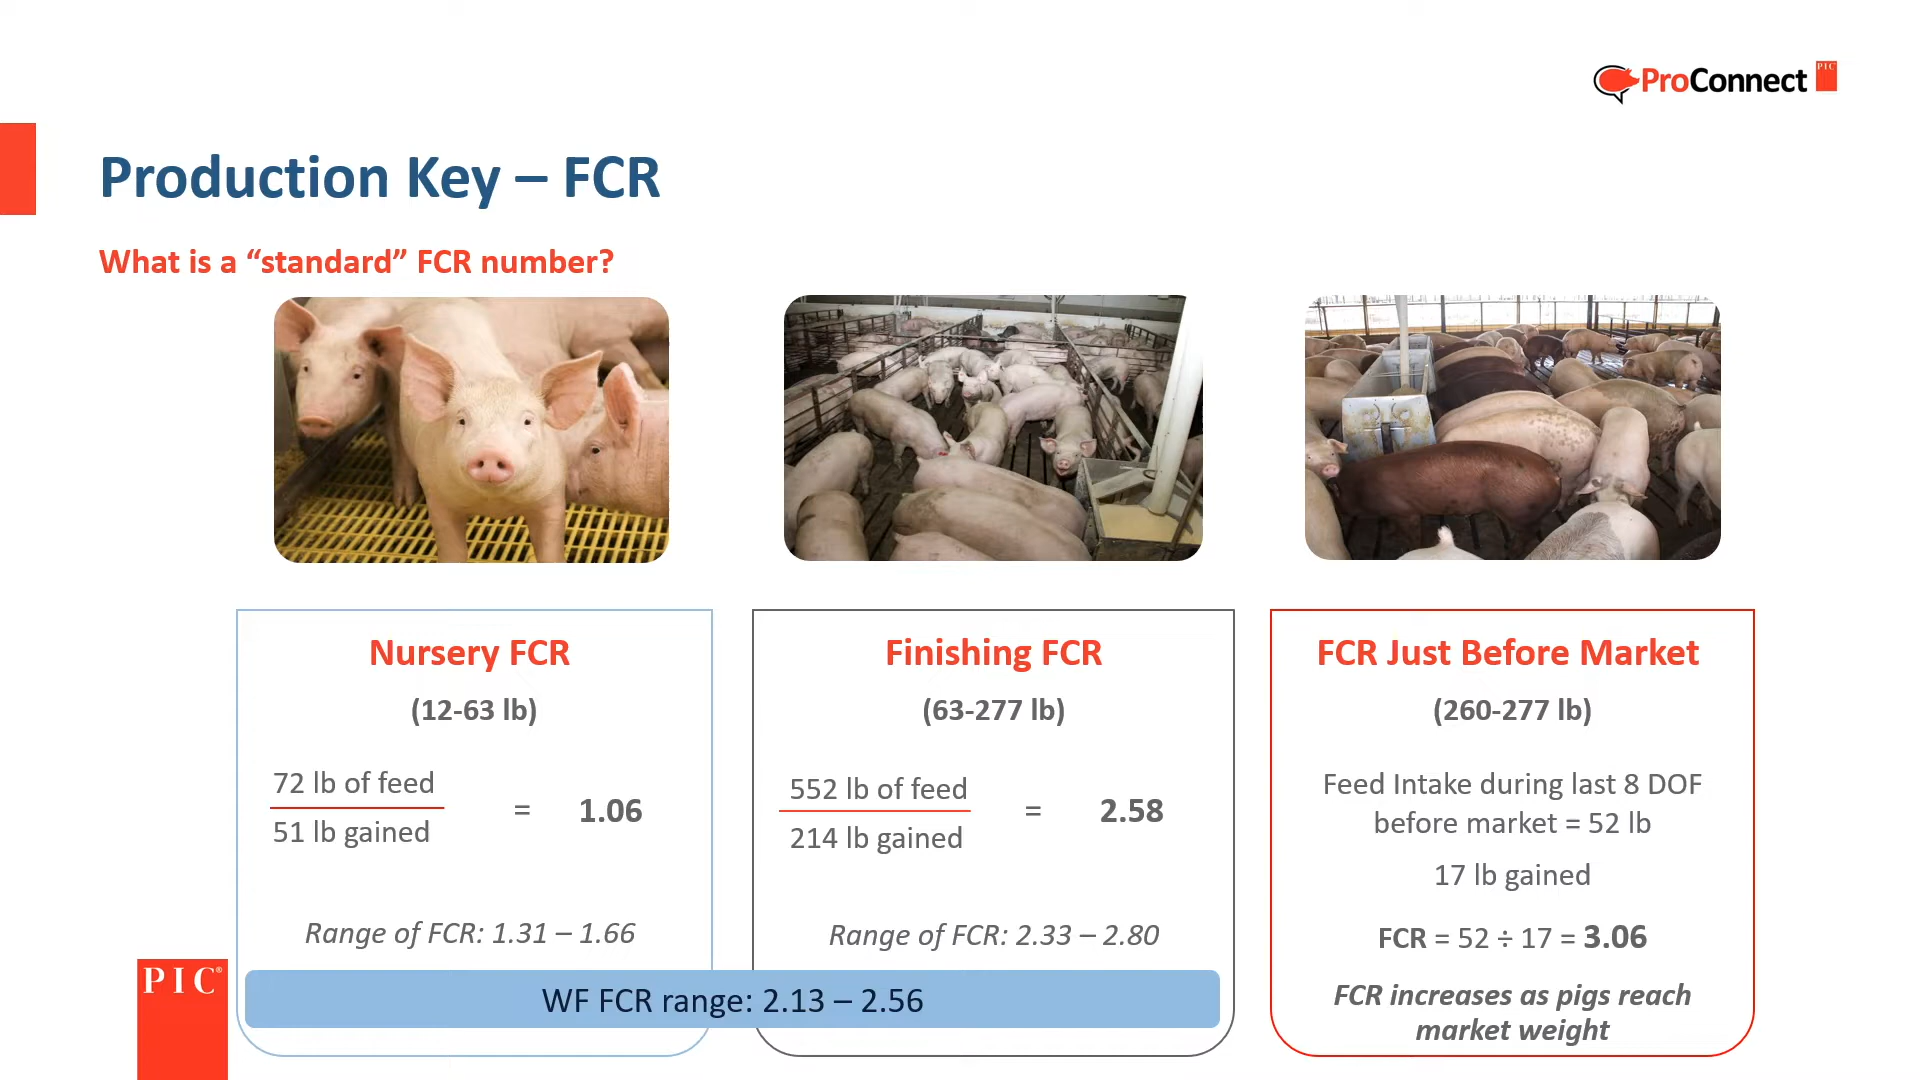 ProConnect PIC
Production Key – FCR
What is a “standard” FCR number?
Nursery FCR
(12-63 lb)
72 lb of feed
51 lb gained
= 1.06
Range of FCR: 1.31 – 1.66
Finishing FCR
(63-277 lb)
552 lb of feed
214 lb gained
= 2.58
Range of FCR: 2.33 – 2.80
WF FCR range: 2.13 – 2.56
FCR Just Before Market
(260-277 lb)
Feed Intake during last 8 DOF
before market = 52 lb
17 lb gained
FCR = 52 ÷ 17 = 3.06
FCR increases as pigs reach
market weight
PIC®